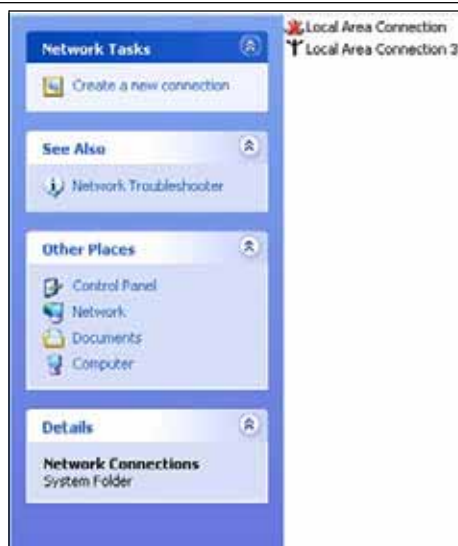 Network Tasks
Create a new connection
See Also
Network Troubleshooter
Other Places
Control Panel
Network
Documents
Computer
Details
Network Connections
System Folder
Local Area Connection
Local Area Connection 3